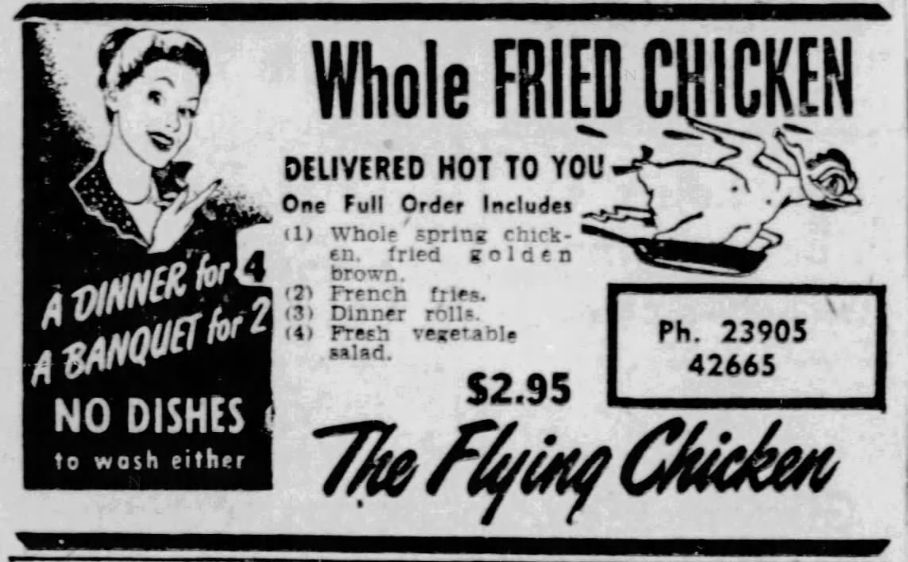 Whole FRIED CHICKEN
DELIVERED HOT TO YOU
One Full Order Includes
(1) Whole spring chick-
en, fried golden
brown.
(2) French fries.
(3) Dinner rolls.
(4) Fresh vegetable
salad.
$2.95
A DINNER for 4
A BANQUET for 2
NO DISHES
to wash either
Ph. 23905
42665
The Flying Chicken